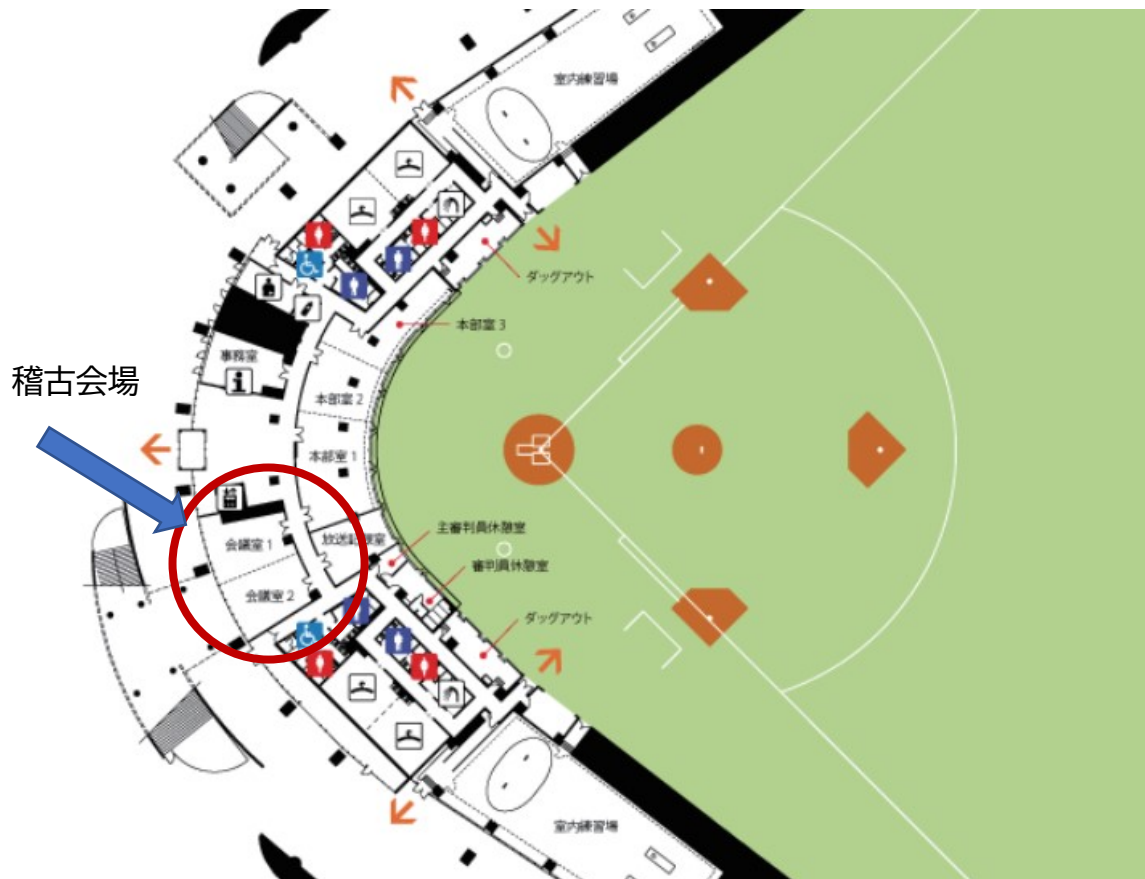 室内練習場
ダッグアウト
本部室 3
事務室
稽古会場
本部室 2
本部室 1
主審判員休憩室
放送記録室
会議室 1
審判員休憩室
会議室 2
ダッグアウト
室内練習場